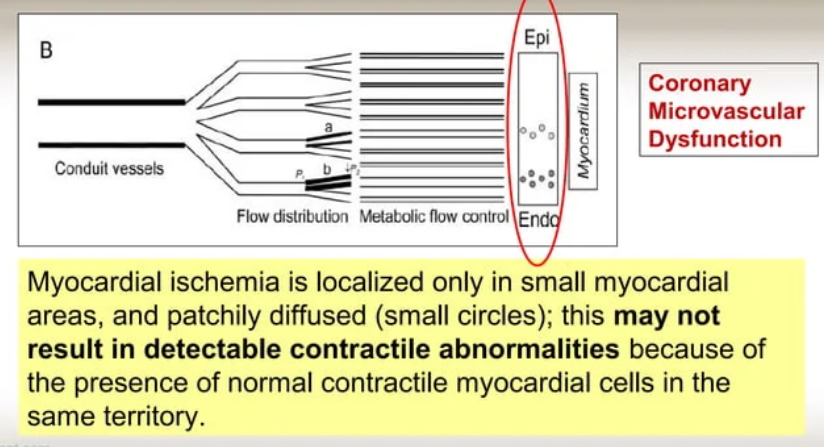 B
Epi
Coronary
Microvascular
Dysfunction
Myocardium
a
b
Conduit vessels
Flow distribution
Metabolic flow control
Endo
Myocardial ischemia is localized only in small myocardial
areas, and patchily diffused (small circles); this may not
result in detectable contractile abnormalities because of
the presence of normal contractile myocardial cells in the
same territory.